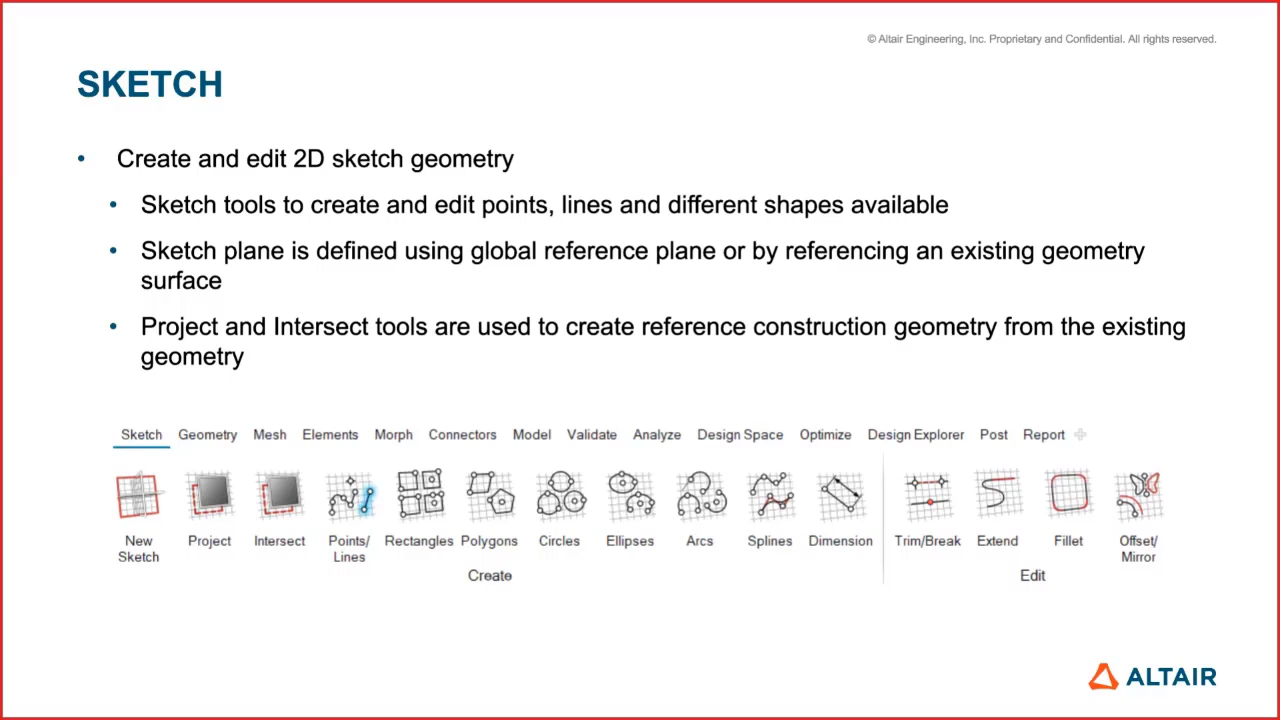 © Altair Engineering, Inc. Proprietary and Confidential. All rights reserved.
SKETCH
• Create and edit 2D sketch geometry
• Sketch tools to create and edit points, lines and different shapes available
• Sketch plane is defined using global reference plane or by referencing an existing geometry
surface
• Project and Intersect tools are used to create reference construction geometry from the existing
geometry
Sketch Geometry Mesh Elements Morph Connectors Model Validate Analyze Design Space Optimize Design Explorer Post Report
New Project Intersect Points/ Rectangles Polygons Circles Ellipses Arcs Splines Dimension Trim/Break Extend Fillet Offset/
Sketch Lines Mirror
Create Edit
ALTAIR